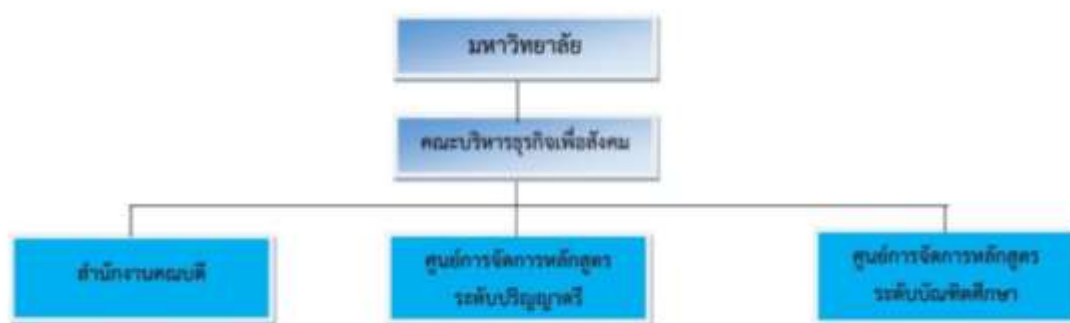 มหาวิทยาลัย
คณะบริหารธุรกิจเพื่อสังคม
สำนักงานคณบดี
ศูนย์การจัดการหลักสูตร
ระดับปริญญาตรี
ศูนย์การจัดการหลักสูตร
ระดับบัณฑิตศึกษา